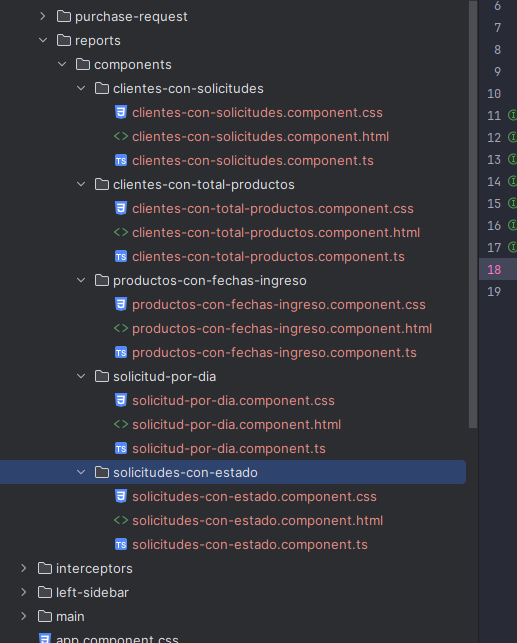 purchase-request
reports
components
clientes-con-solicitudes
clientes-con-solicitudes.component.css
<> clientes-con-solicitudes.component.html
TS clientes-con-solicitudes.component.ts
clientes-con-total-productos
clientes-con-total-productos.component.css
<> clientes-con-total-productos.component.html
TS clientes-con-total-productos.component.ts
productos-con-fechas-ingreso
productos-con-fechas-ingreso.component.css
<> productos-con-fechas-ingreso.component.html
TS productos-con-fechas-ingreso.component.ts
solicitud-por-dia
solicitud-por-dia.component.css
<> solicitud-por-dia.component.html
TS solicitud-por-dia.component.ts
solicitudes-con-estado
solicitudes-con-estado.component.css
<> solicitudes-con-estado.component.html
TS solicitudes-con-estado.component.ts
interceptors
left-sidebar
main
app.component.css
6
7
8
9
10
11
12
13
14
15
16
17
18
19